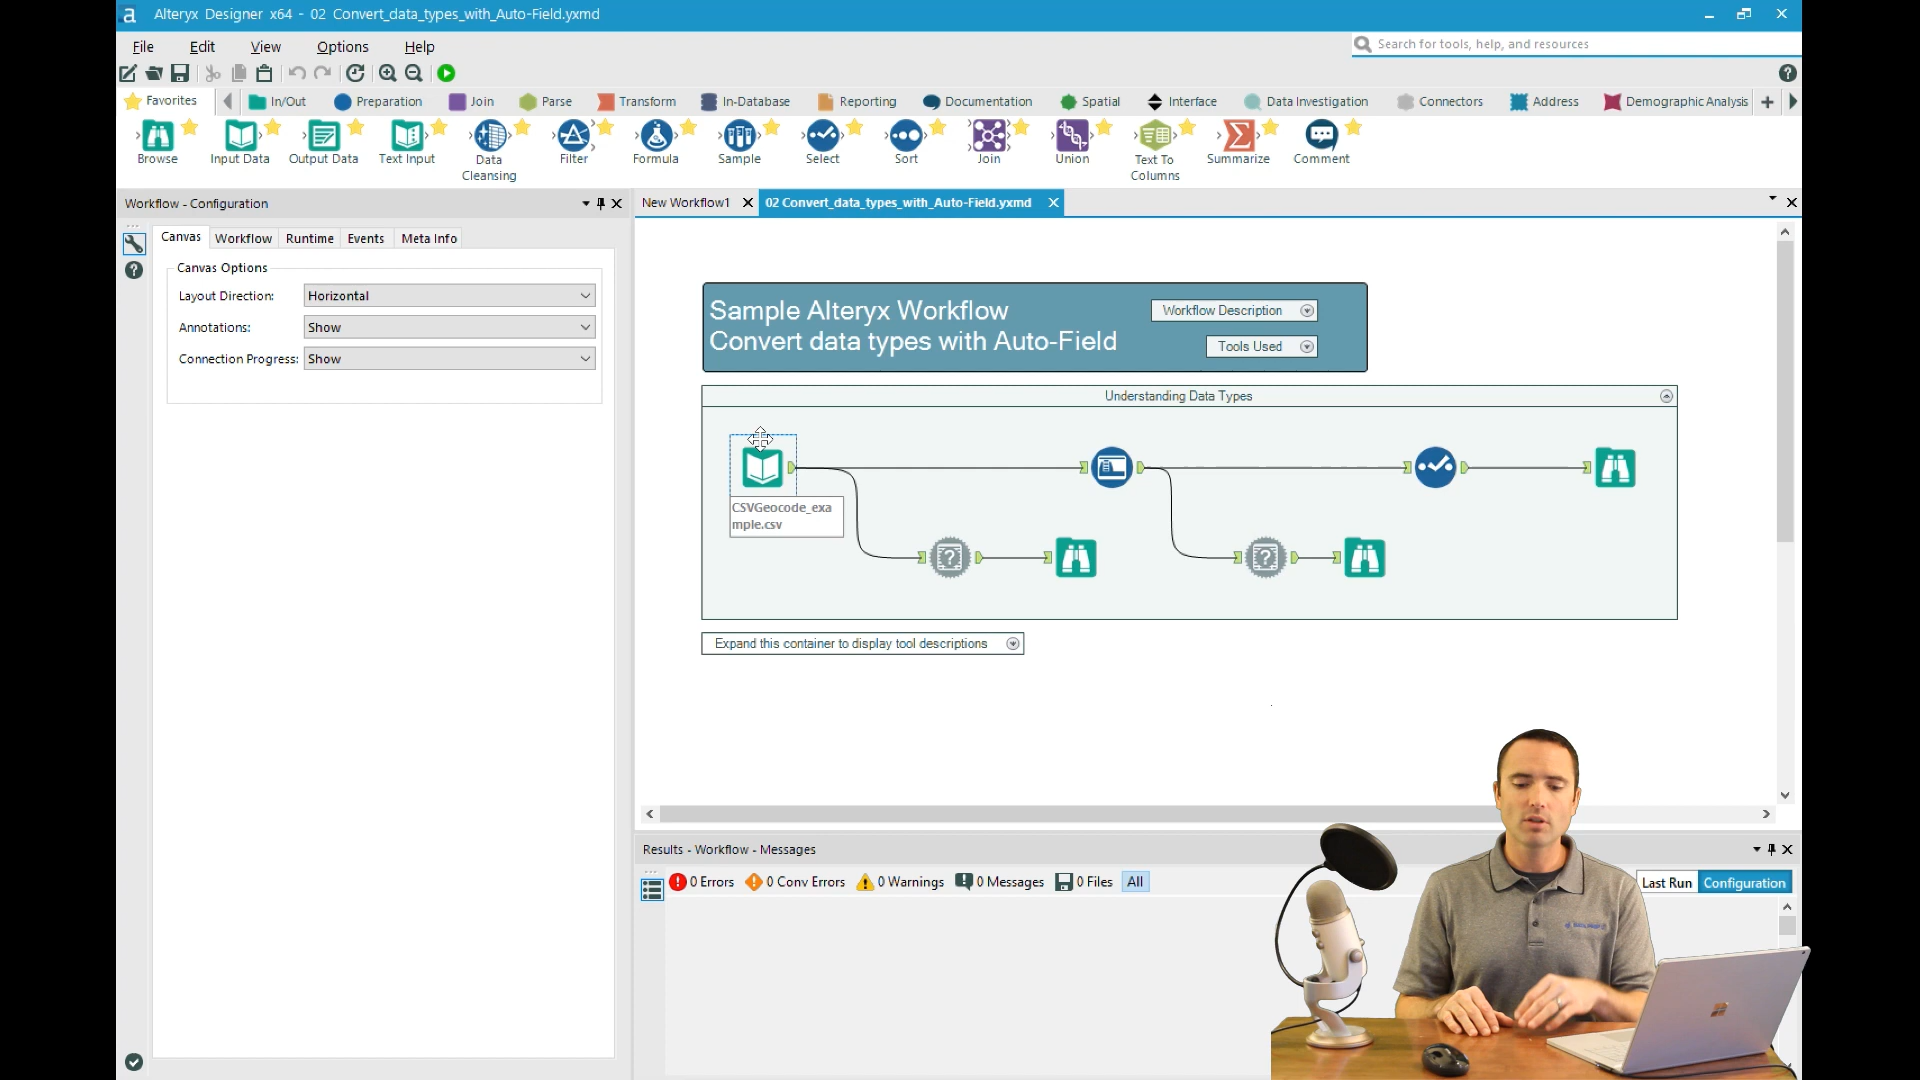 a Alteryx Designer x64 - 02 Convert_data_types_with_Auto-Field.yxmd
File Edit View Options Help
Search for tools, help, and resources
Favorites In/Out Preparation Join Parse Transform In-Database Reporting Documentation Spatial Interface Data Investigation Connectors Address Demographic Analysis
Browse Input Data Output Data Text Input Data Cleansing Filter Formula Sample Select Sort Join Union Text To Columns Summarize Comment
Workflow - Configuration
New Workflow1 02 Convert_data_types_with_Auto-Field.yxmd
Canvas Workflow Runtime Events Meta Info
Canvas Options
Layout Direction: Horizontal
Annotations: Show
Connection Progress: Show
Sample Alteryx Workflow
Convert data types with Auto-Field
Workflow Description
Tools Used
Understanding Data Types
CSVGeocode_exa
mple.csv
Expand this container to display tool descriptions
Results - Workflow - Messages
0 Errors 0 Conv Errors 0 Warnings 0 Messages 0 Files All
Last Run Configuration